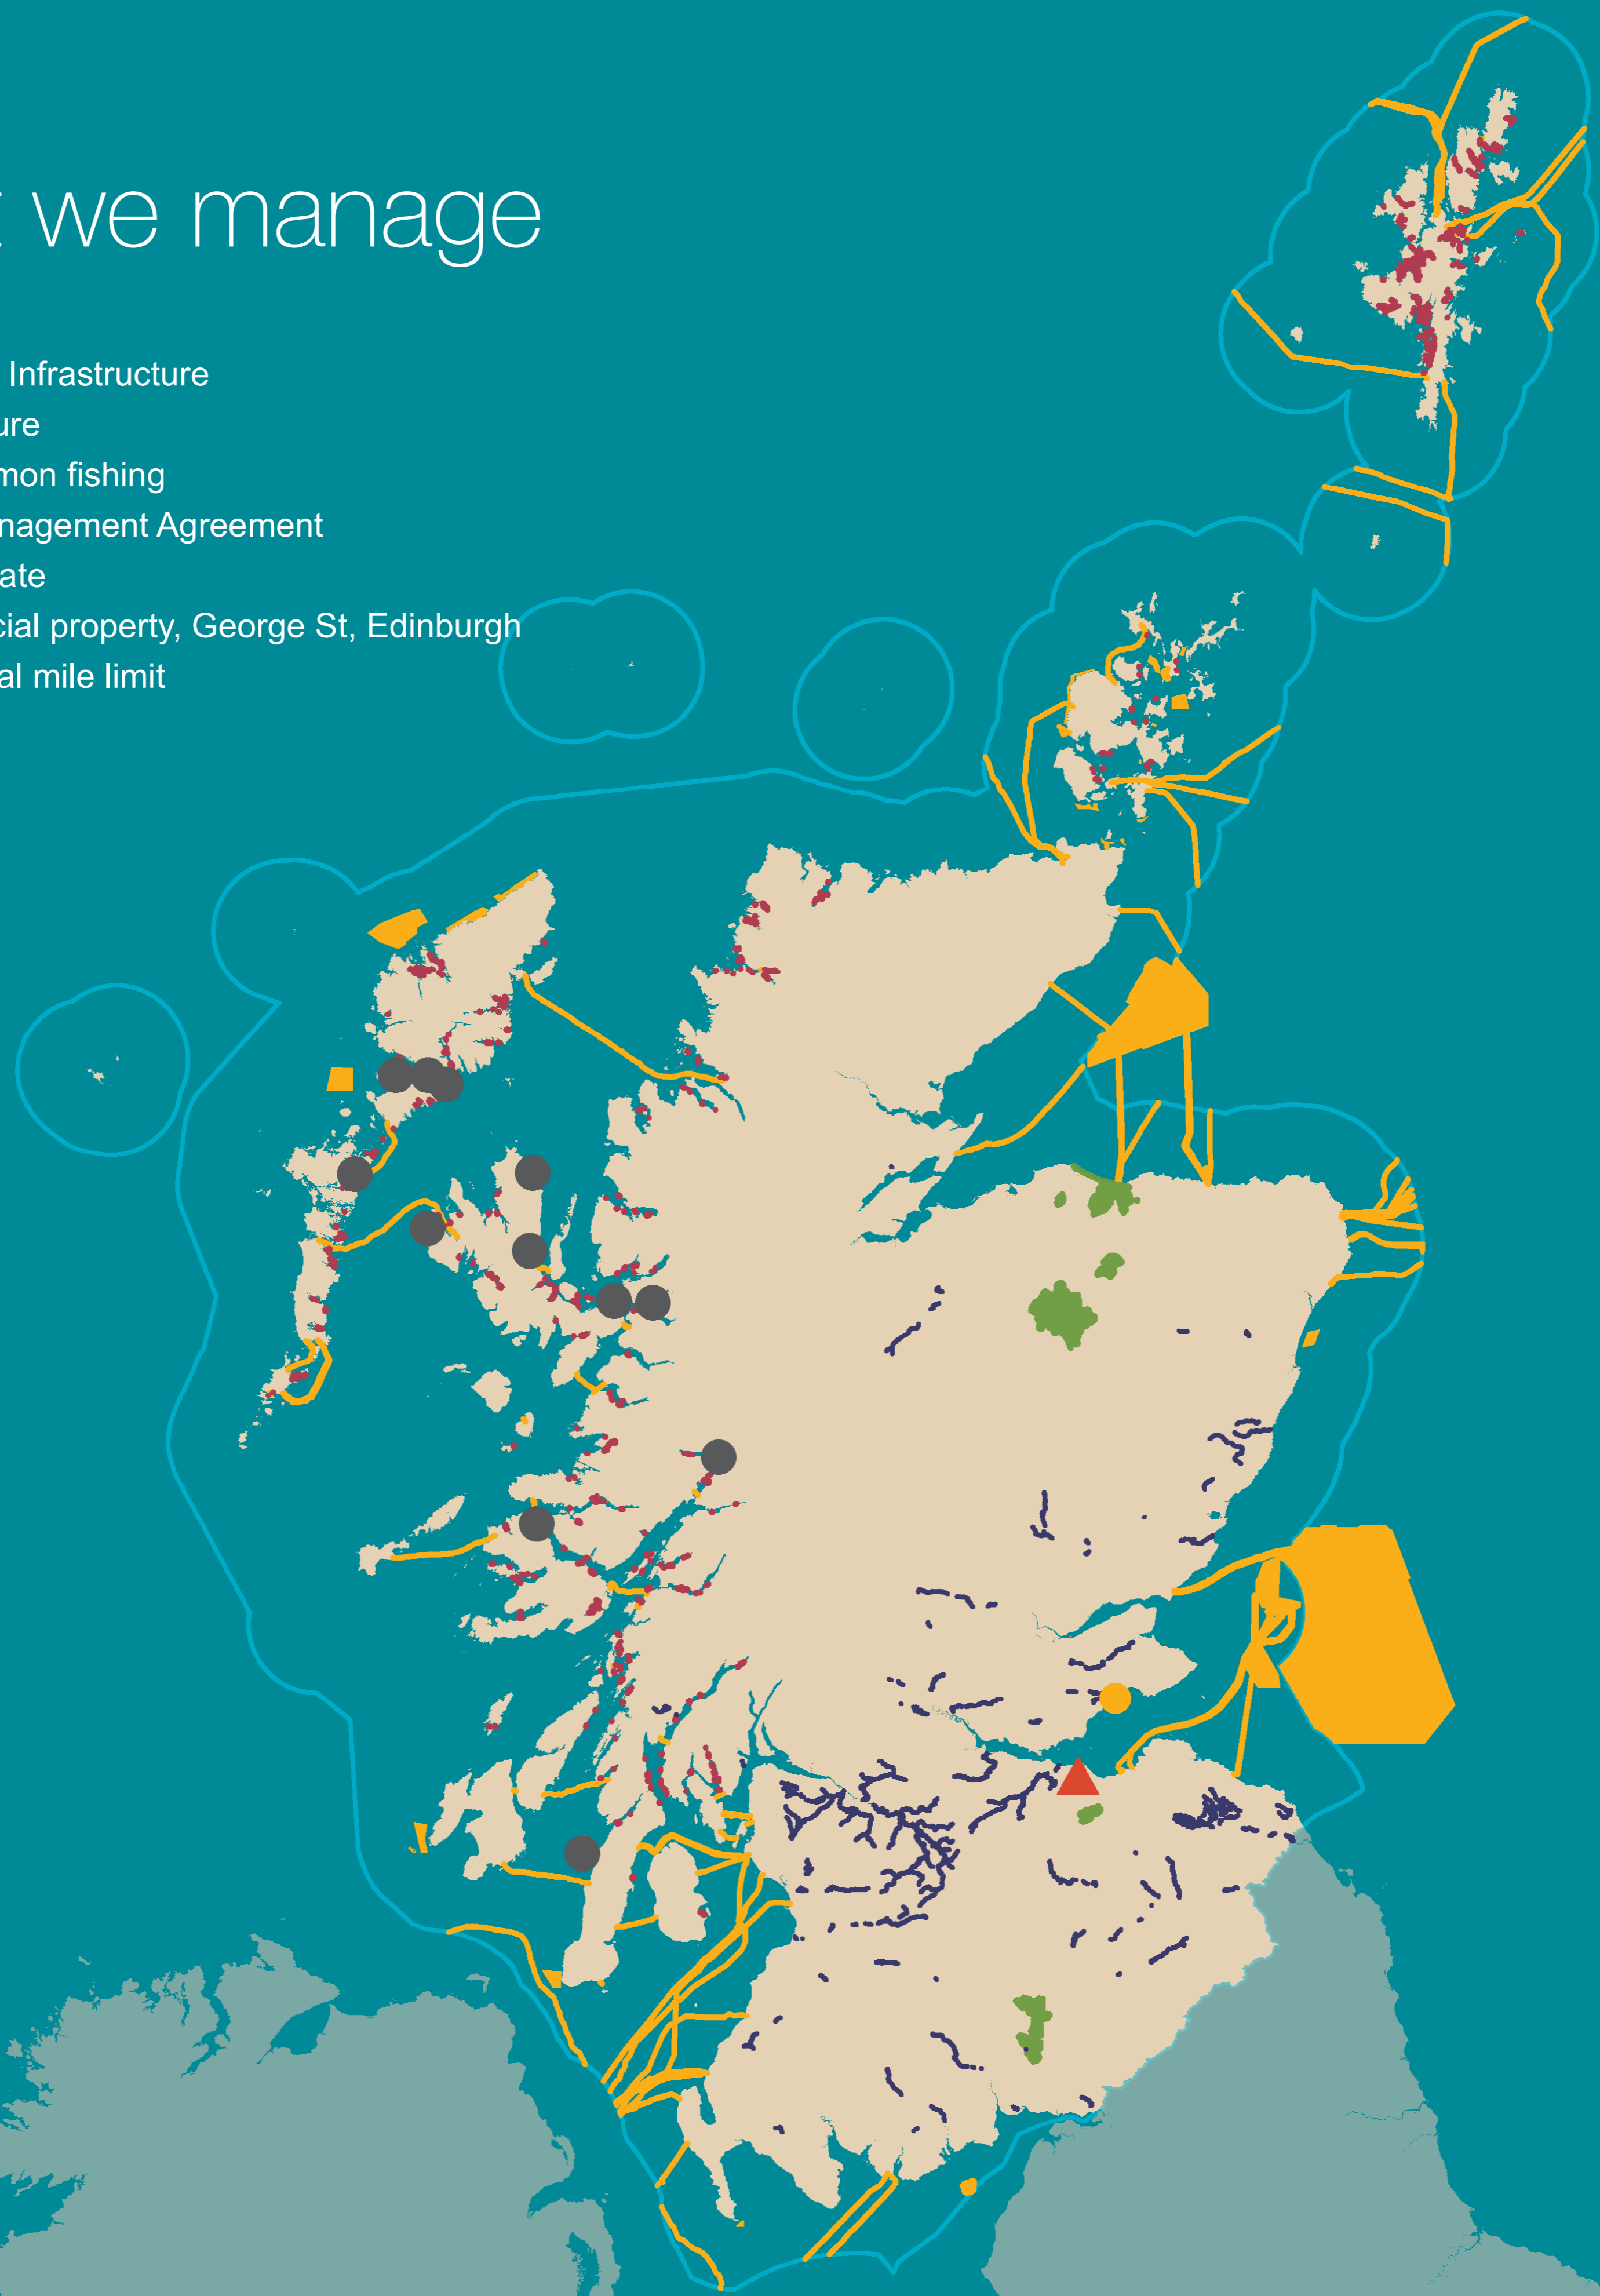 we manage
Infrastructure
ure
mon fishing
nagement Agreement
ate
cial property, George St, Edinburgh
al mile limit